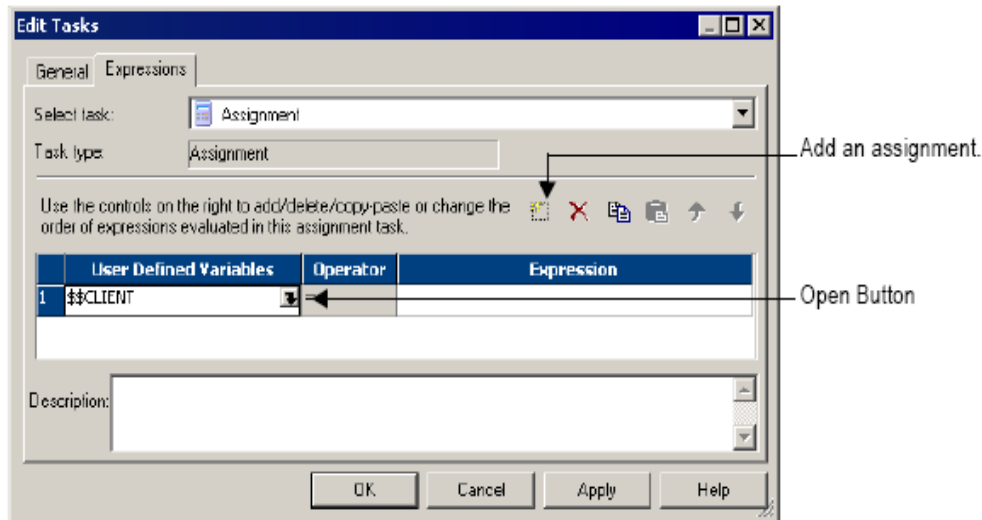 Edit Tasks
General Expressions
Select task: Assignment
Task type: Assignment
Add an assignment.
Use the controls on the right to add/delete/copy-paste or change the
order of expressions evaluated in this assignment task.
User Defined Variables Operator Expression
1 $$CLIENT =
Open Button
Description:
OK Cancel Apply Help